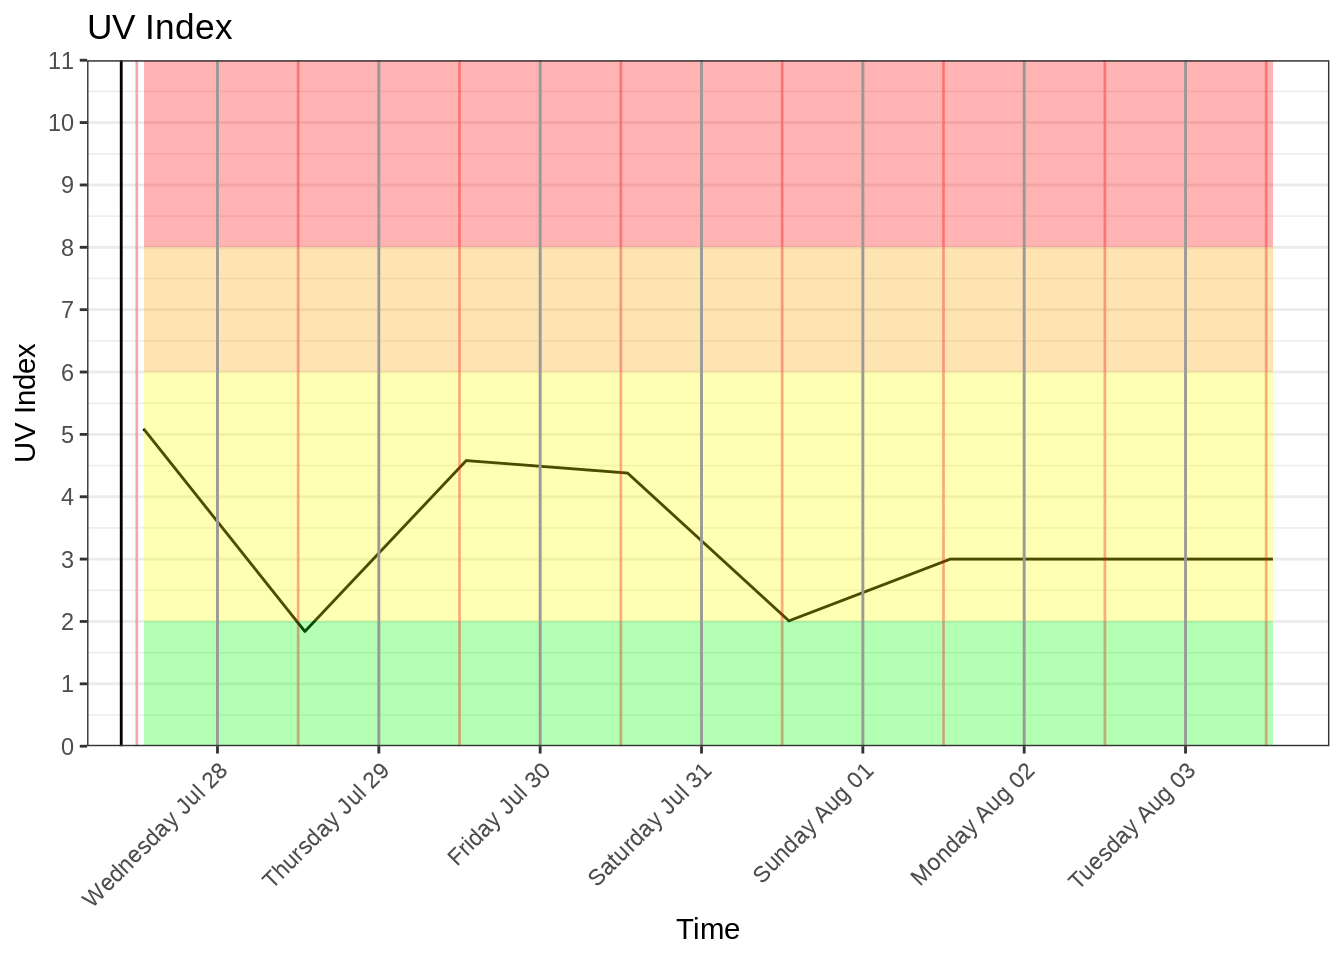 UV Index
11
10
9
8
7
6
5
4
3
2
1
0
UV Index
Wednesday Jul 28
Thursday Jul 29
Friday Jul 30
Saturday Jul 31
Sunday Aug 01
Monday Aug 02
Tuesday Aug 03
Time